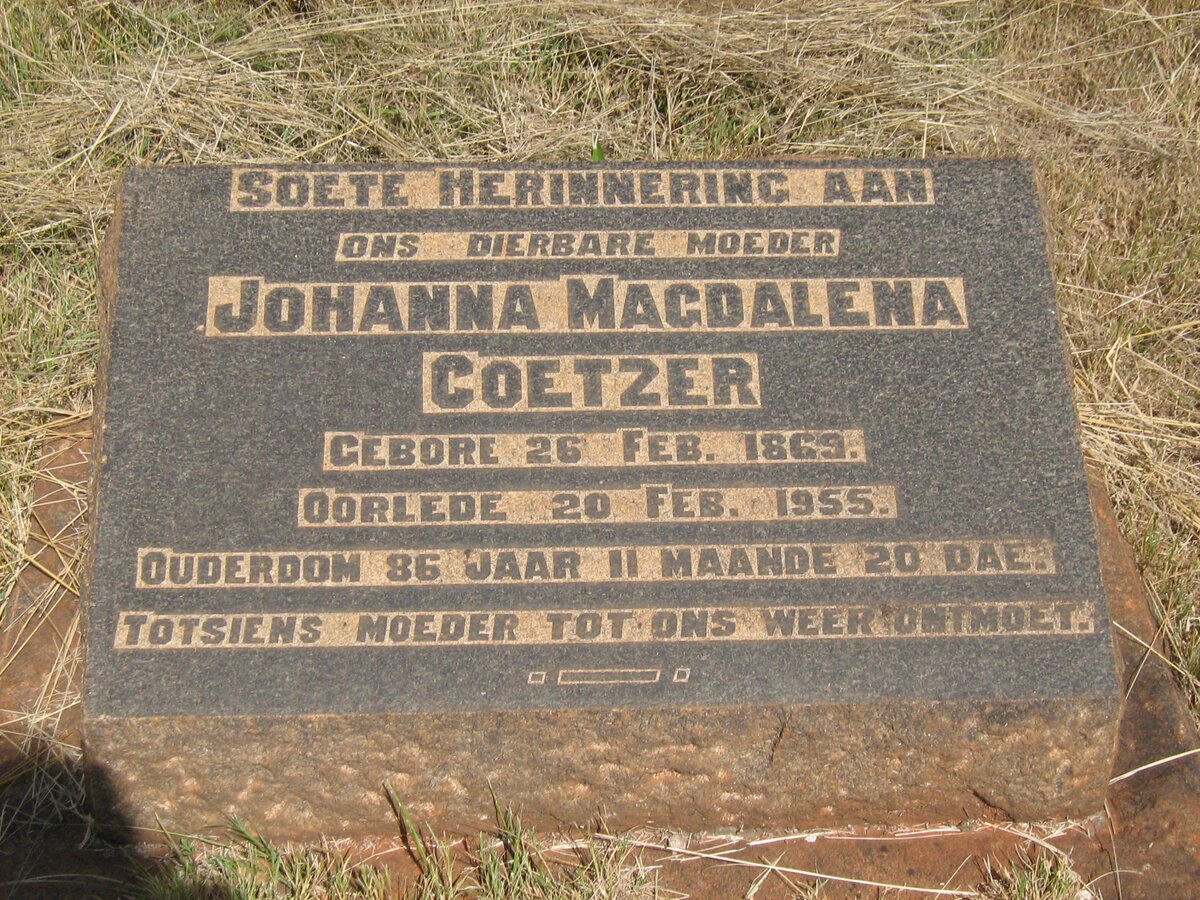 SOETE HERINNERING AAN
ONS DIERBARE MOEDER
JOHANNA MAGDALENA
COETZER
GEBORE 26 FEB. 1869.
OORLEDE 20 FEB. 1955.
OUDERDOM 86 JAAR 11 MAANDE 20 DAE.
TOTSIENS MOEDER TOT ONS WEER ONTMOET.